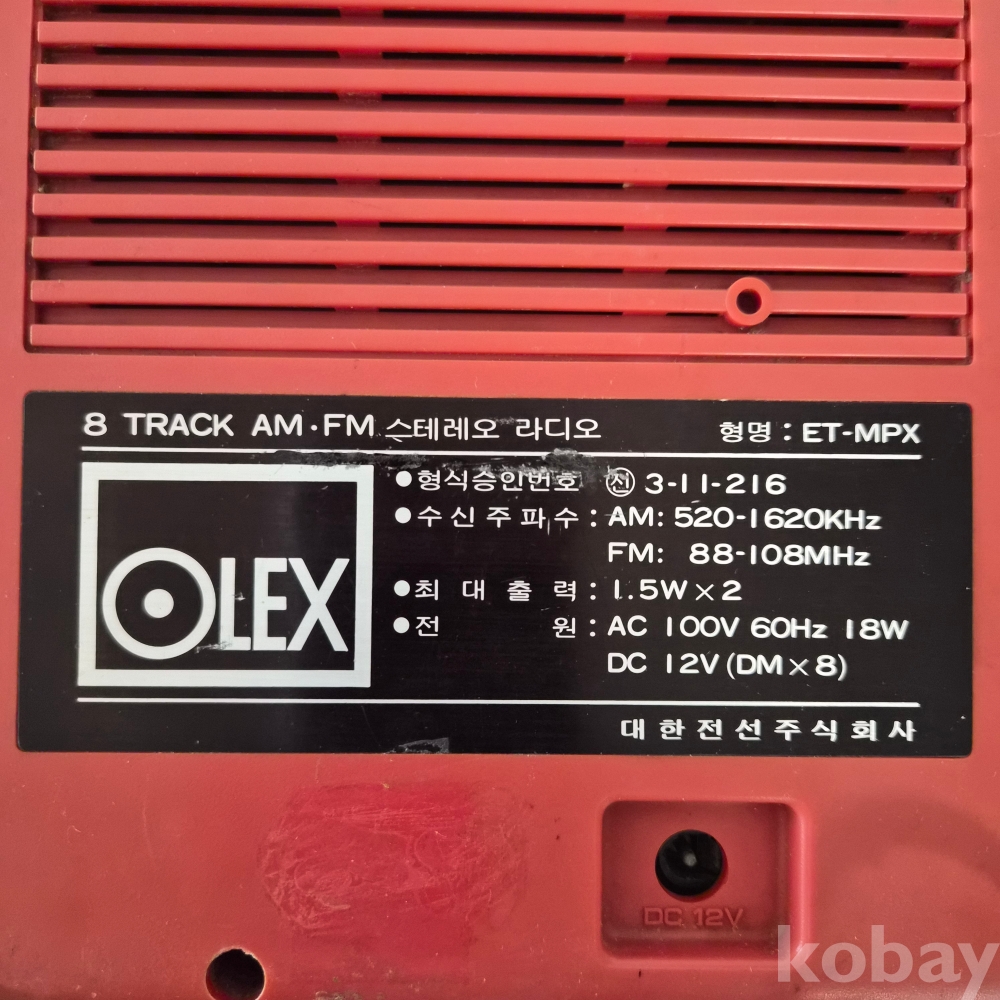 8 TRACK AM·FM 스테레오 라디오 형명 : ET-MPX
OLEX
●형식승인번호 ㉾ 3-11-216
●수신주파수 : AM: 520-1620KHz
FM: 88-108MHz
●최대출력 : 1.5W×2
●전원 : AC 100V 60Hz 18W
DC 12V (DM×8)
대한전선주식회사
DC 12V
kobay